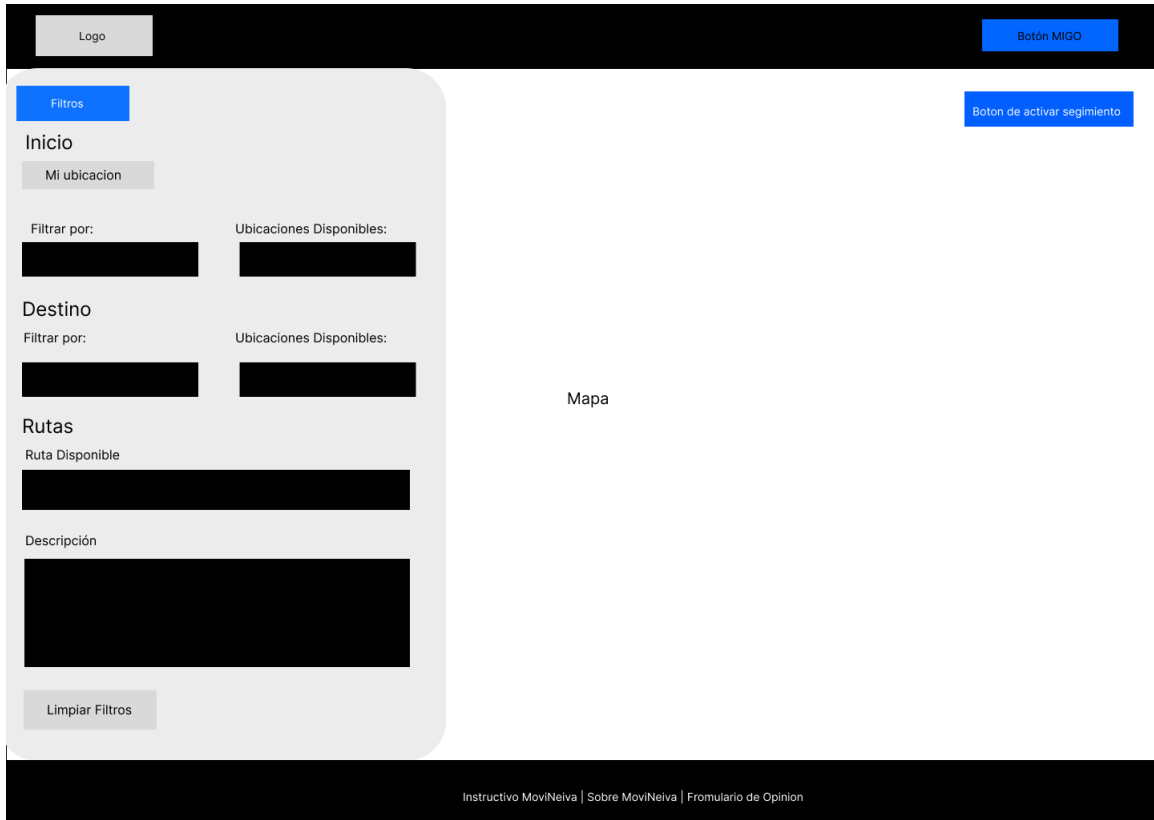 Logo
Botón MIGO
Filtros
Boton de activar segimiento
Inicio
Mi ubicacion
Filtrar por:
Ubicaciones Disponibles:
Destino
Filtrar por:
Ubicaciones Disponibles:
Mapa
Rutas
Ruta Disponible
Descripción
Limpiar Filtros
Instructivo MoviNeiva | Sobre MoviNeiva | Fromulario de Opinion